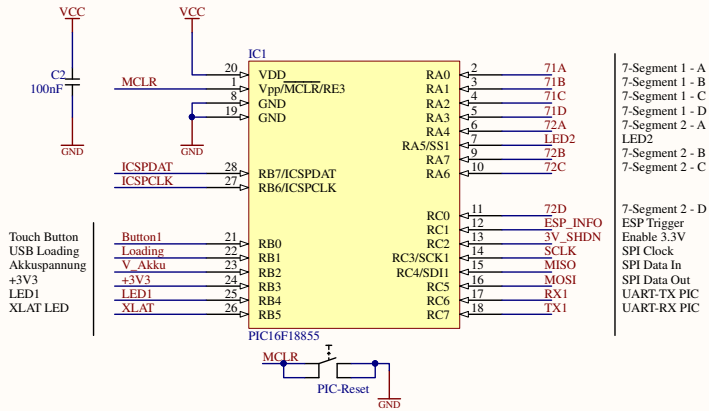 VCC
VCC
C2
100nF
GND
GND
IC1
MCLR
20
VDD
1
Vpp/MCLR/RE3
8
GND
19
GND
ICSPDAT
28
RB7/ICSPDAT
ICSPCLK
27
RB6/ICSPCLK
Touch Button
Button1
21
RB0
USB Loading
Loading
22
RB1
Akkuspannung
V_Akku
23
RB2
+3V3
+3V3
24
RB3
LED1
LED1
25
RB4
XLAT LED
XLAT
26
RB5
RA0
2
71A
7-Segment 1 - A
RA1
3
71B
7-Segment 1 - B
RA2
4
71C
7-Segment 1 - C
RA3
5
71D
7-Segment 1 - D
RA4
6
72A
7-Segment 2 - A
RA5/SS1
7
LED2
LED2
RA7
9
72B
7-Segment 2 - B
RA6
10
72C
7-Segment 2 - C
RC0
11
72D
7-Segment 2 - D
RC1
12
ESP_INFO
ESP Trigger
RC2
13
3V_SHDN
Enable 3.3V
RC3/SCK1
14
SCLK
SPI Clock
RC4/SDI1
15
MISO
SPI Data In
RC5
16
MOSI
SPI Data Out
RC6
17
RX1
UART-TX PIC
RC7
18
TX1
UART-RX PIC
PIC16F18855
MCLR
PIC-Reset
GND